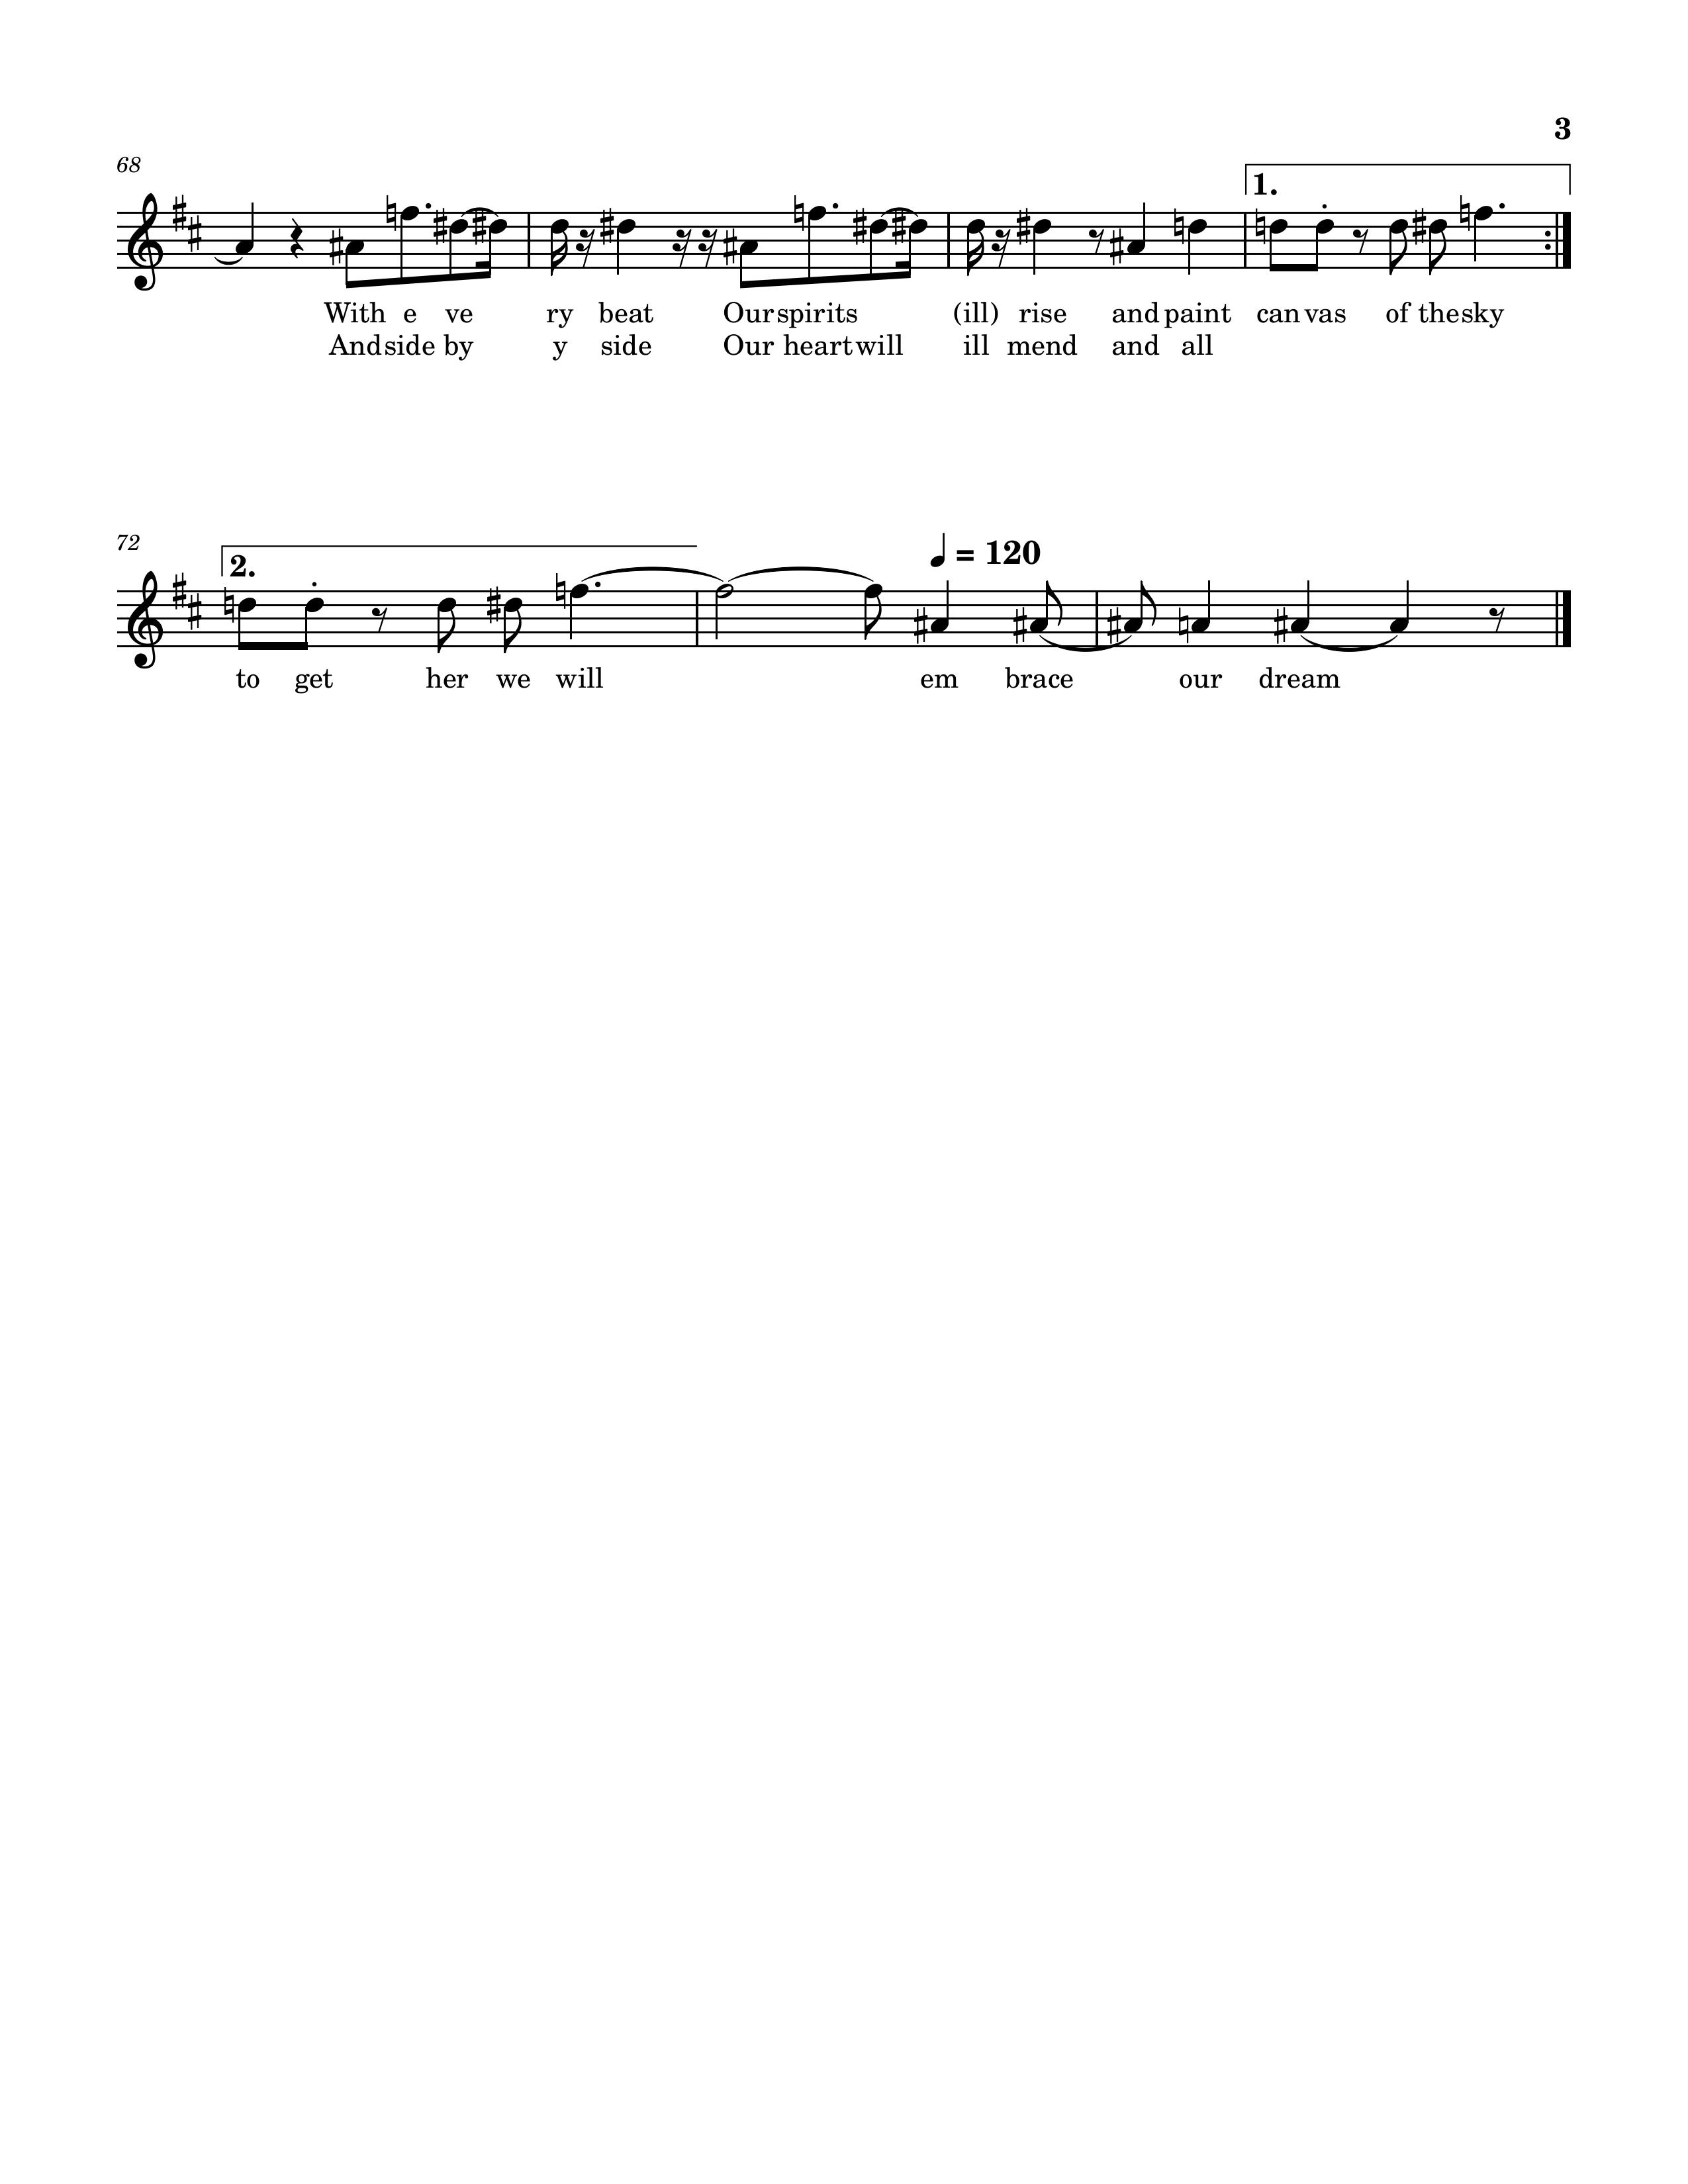 3
68
1.
With e ve ry beat Our spirits (ill) rise and paint can vas of the sky
And side by y side Our heart will ill mend and all
72
2.
= 120
to get her we will em brace our dream